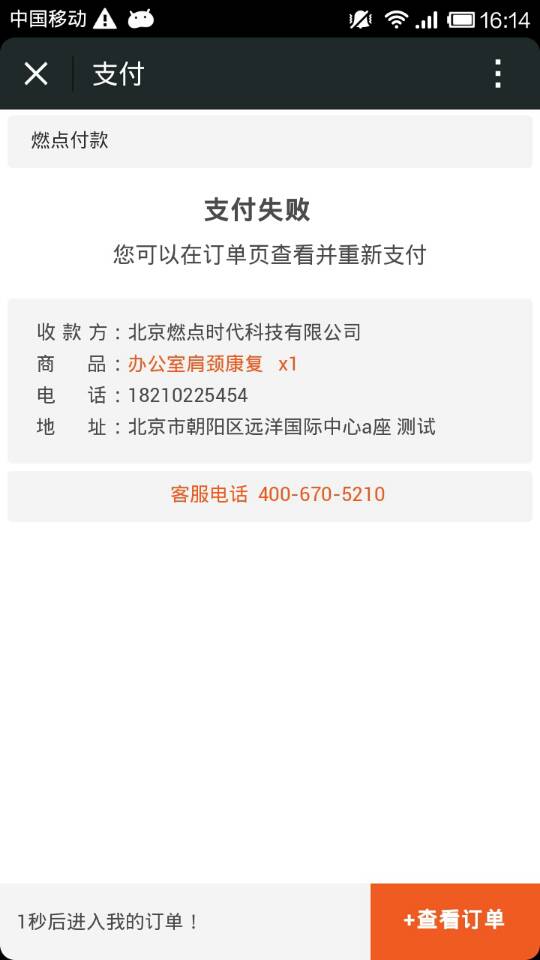 中国移动 16:14
支付
燃点付款
支付失败
您可以在订单页查看并重新支付
收 款 方：北京燃点时代科技有限公司
商 品：办公室肩颈康复 x1
电 话：18210225454
地 址：北京市朝阳区远洋国际中心a座 测试
客服电话 400-670-5210
1秒后进入我的订单！
+查看订单